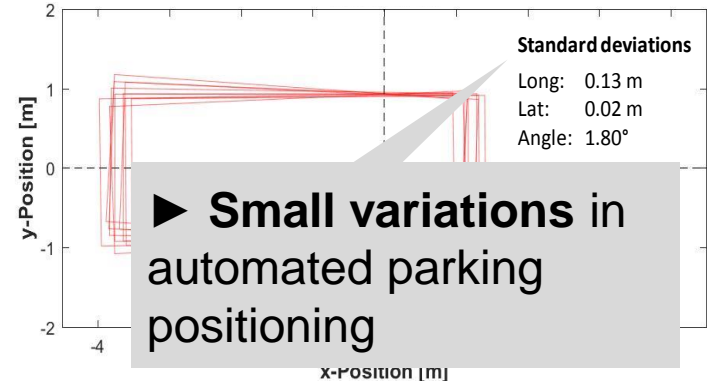 2
Standard deviations
Long: 0.13 m
Lat: 0.02 m
Angle: 1.80°
1
y-Position [m]
0
► Small variations in
automated parking
positioning
-1
-2
-4
x-Position [m]